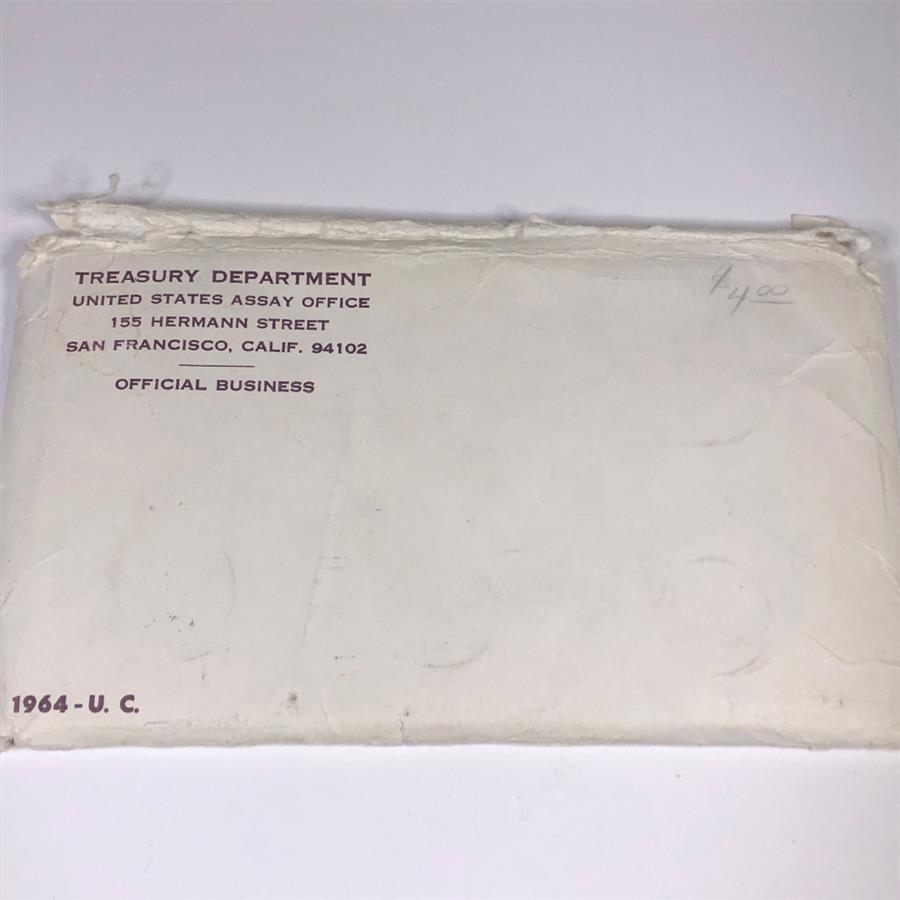 TREASURY DEPARTMENT
UNITED STATES ASSAY OFFICE
155 HERMANN STREET
SAN FRANCISCO, CALIF. 94102
OFFICIAL BUSINESS
$4.00
1964 - U. C.